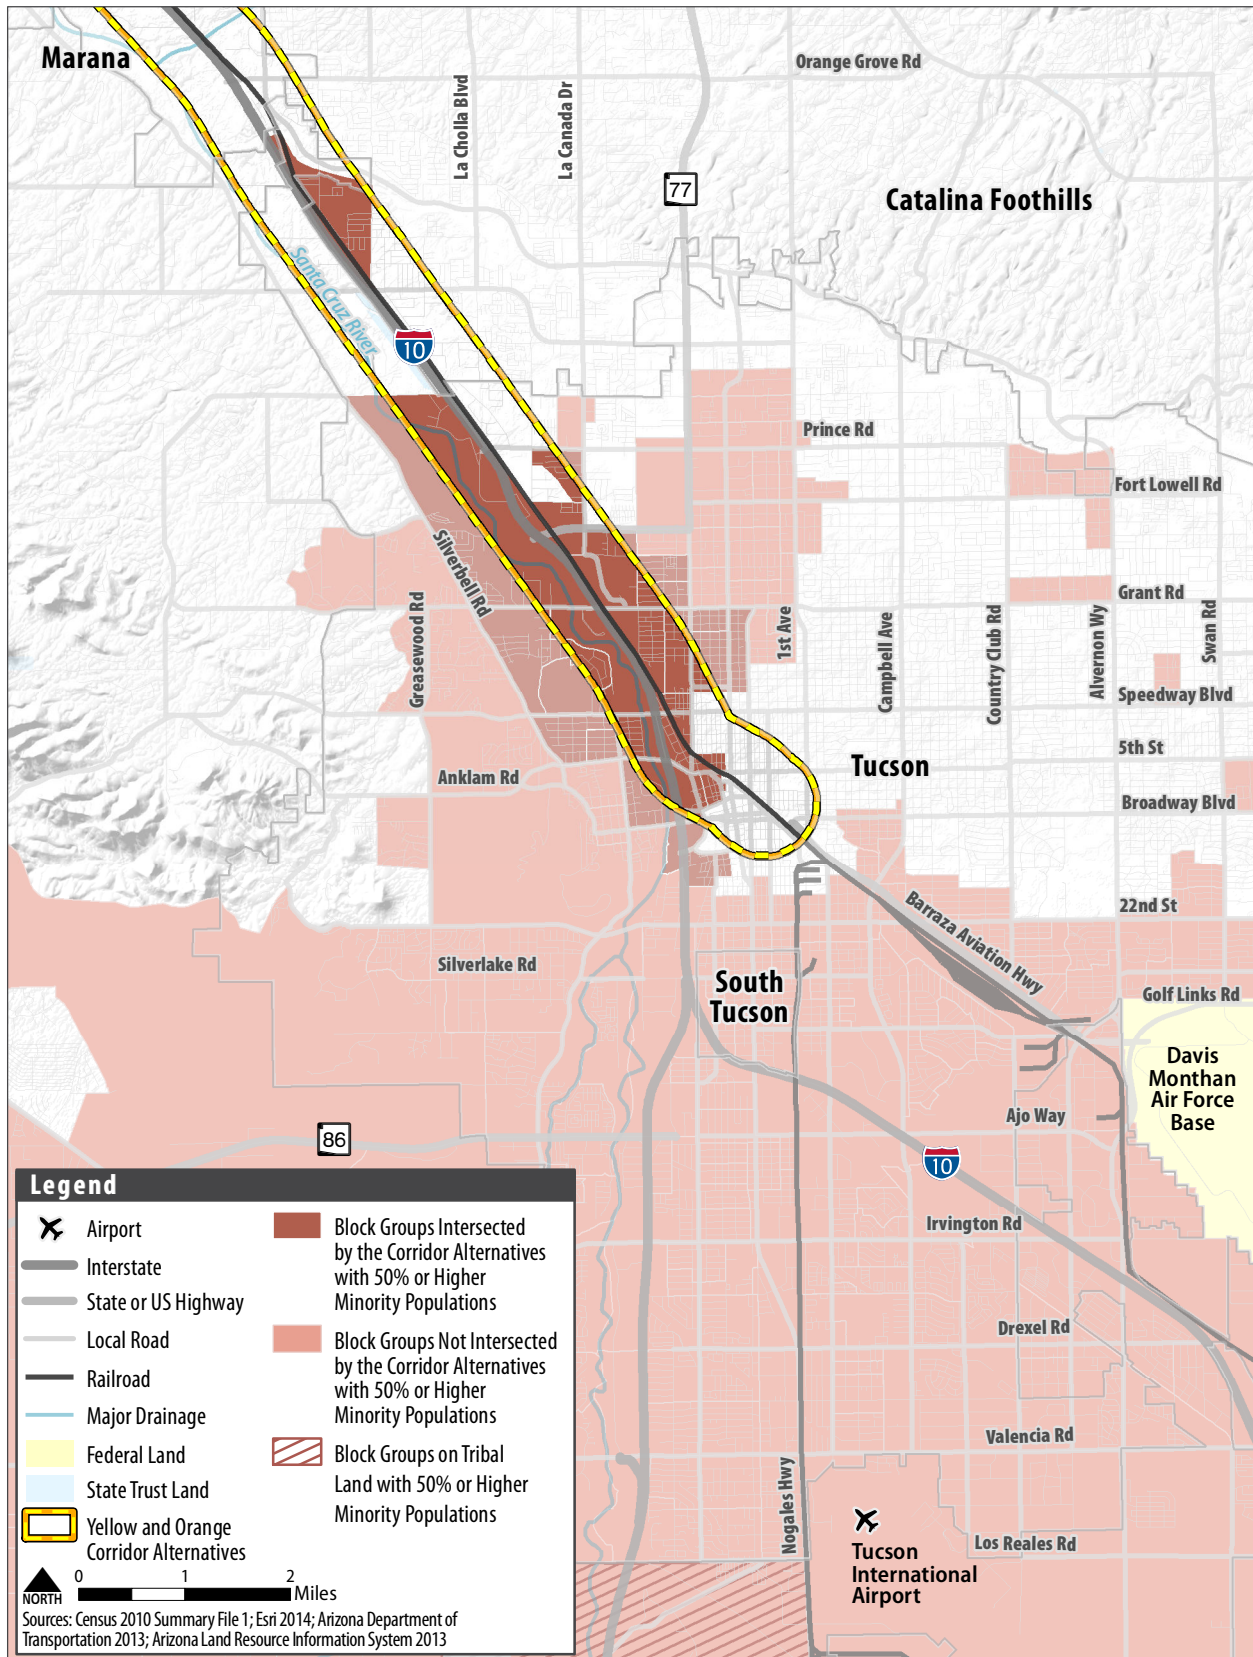 Marana
Orange Grove Rd
La Cholla Blvd
La Canada Dr
77
Catalina Foothills
Santa Cruz River
10
Prince Rd
Fort Lowell Rd
Silverbell Rd
Grant Rd
Greasewood Rd
1st Ave
Campbell Ave
Country Club Rd
Alvernon Wy
Swan Rd
Speedway Blvd
5th St
Tucson
Anklam Rd
Broadway Blvd
22nd St
Barraza Aviation Hwy
Silverlake Rd
South
Tucson
Golf Links Rd
Davis
Monthan
Air Force
Base
Ajo Way
86
10
Irvington Rd
Drexel Rd
Valencia Rd
Nogales Hwy
Los Reales Rd
Tucson
International
Airport
Legend
Airport
Interstate
State or US Highway
Local Road
Railroad
Major Drainage
Federal Land
State Trust Land
Yellow and Orange
Corridor Alternatives
Block Groups Intersected
by the Corridor Alternatives
with 50% or Higher
Minority Populations
Block Groups Not Intersected
by the Corridor Alternatives
with 50% or Higher
Minority Populations
Block Groups on Tribal
Land with 50% or Higher
Minority Populations
NORTH
0 1 2
Miles
Sources: Census 2010 Summary File 1; Esri 2014; Arizona Department of
Transportation 2013; Arizona Land Resource Information System 2013